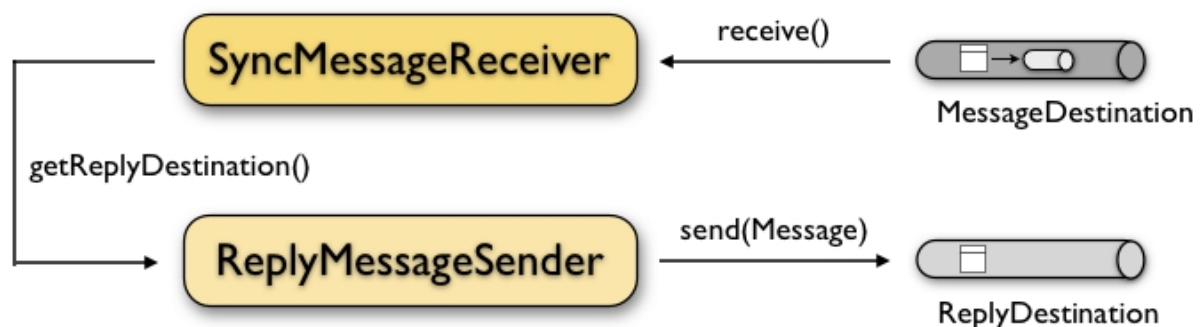 SyncMessageReceiver
receive()
MessageDestination
getReplyDestination()
ReplyMessageSender
send(Message)
ReplyDestination